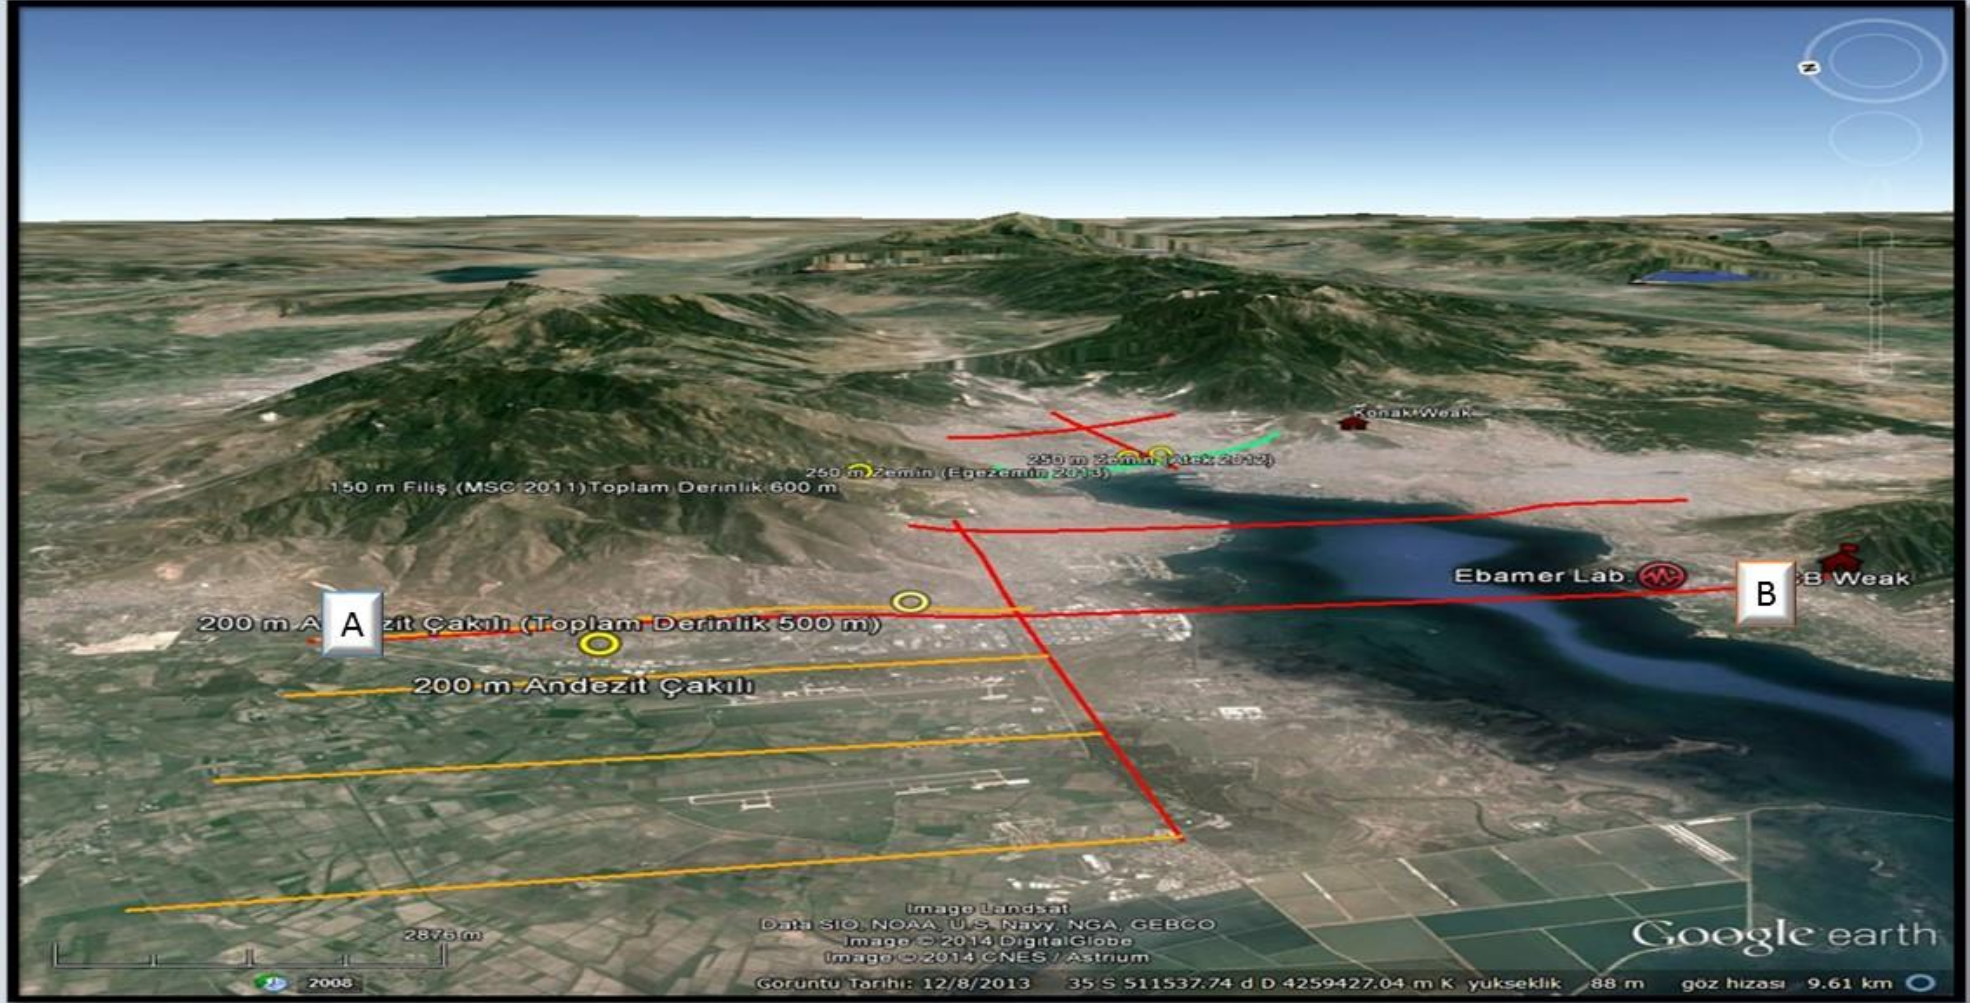 N
Konak Weak
250 m Zemin (Atek 2012)
250 m Zemin (Egezemin 2013)
150 m Filiş (MSC 2011)Toplam Derinlik 600 m
Ebamer Lab.
B
B Weak
A
200 m A zit Çakılı (Toplam Derinlik 500 m)
200 m Andezit Çakılı
Image Landsat
Data SIO, NOAA, U.S. Navy, NGA, GEBCO
Image © 2014 DigitalGlobe
Image © 2014 CNES / Astrium
2876 m
Google earth
2008
Görüntü Tarihi: 12/8/2013 35 S 511537.74 d D 4259427.04 m K yükseklik 88 m göz hizası 9.61 km